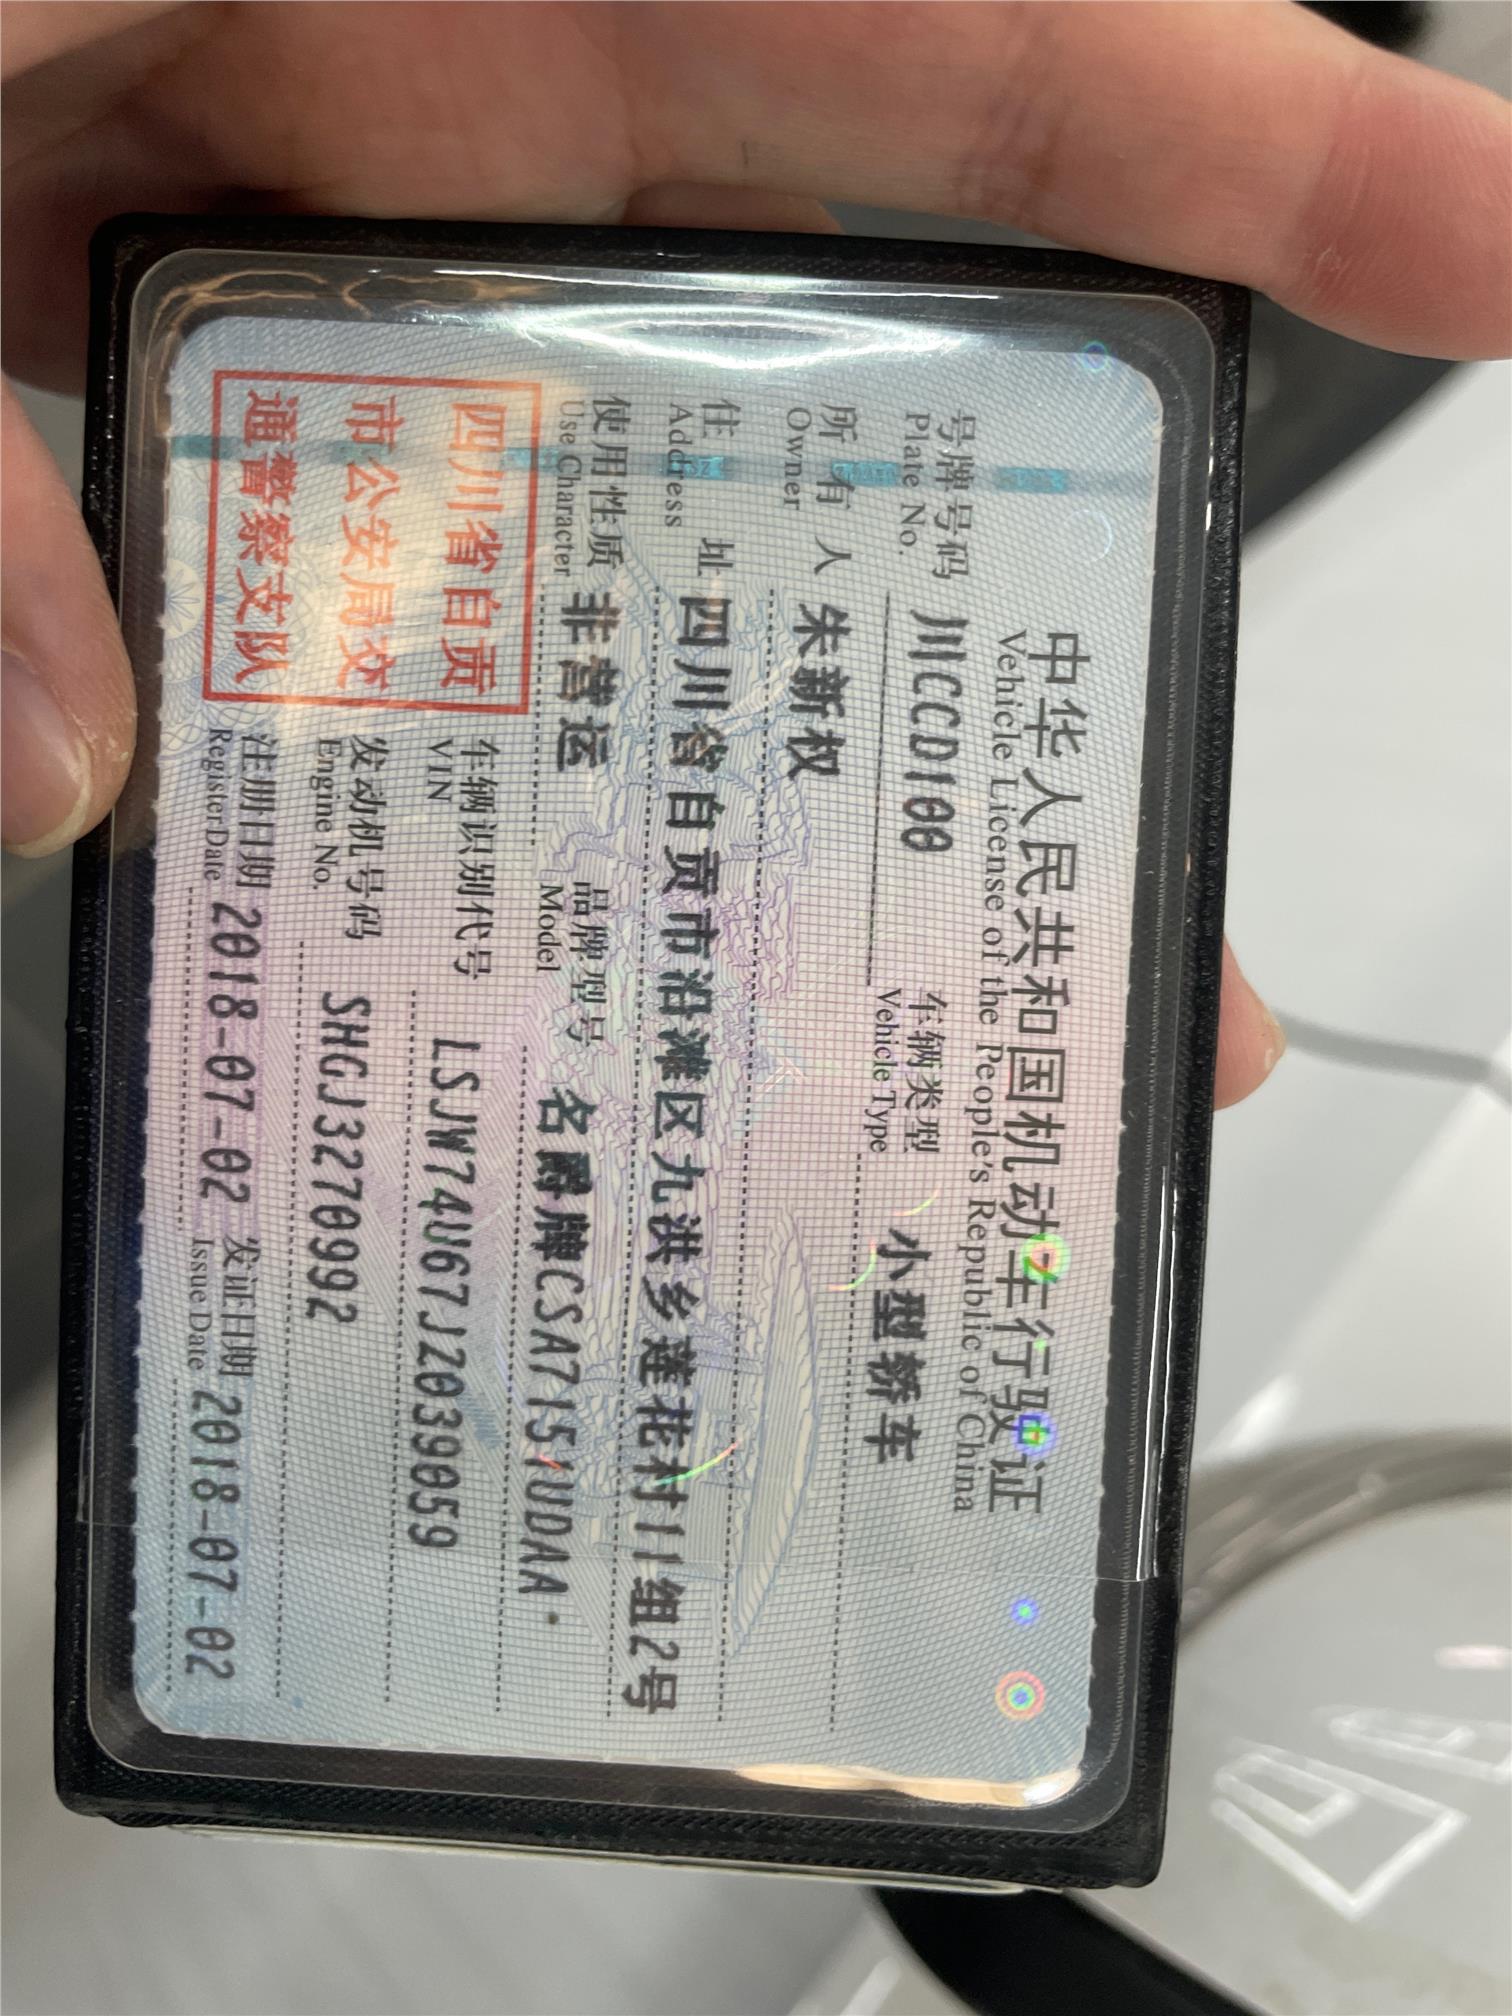 中华人民共和国机动车行驶证
Vehicle License of the People's Republic of China
号牌号码 川CCD100 车辆类型 小型轿车
Plate No. Vehicle Type
所有人 朱新权
Owner
住址 四川省自贡市沿滩区九洪乡莲花村11组2号
Address
使用性质 非营运 品牌型号 名爵牌CSA7151UDAA
Use Character Model
四川省自贡
市公安局交
通警察支队
车辆识别代号 LSJW74U67JZ039059
VIN
发动机号码 SHGJ3270992
Engine No.
注册日期 2018-07-02 发证日期 2018-07-02
Register Date Issue Date